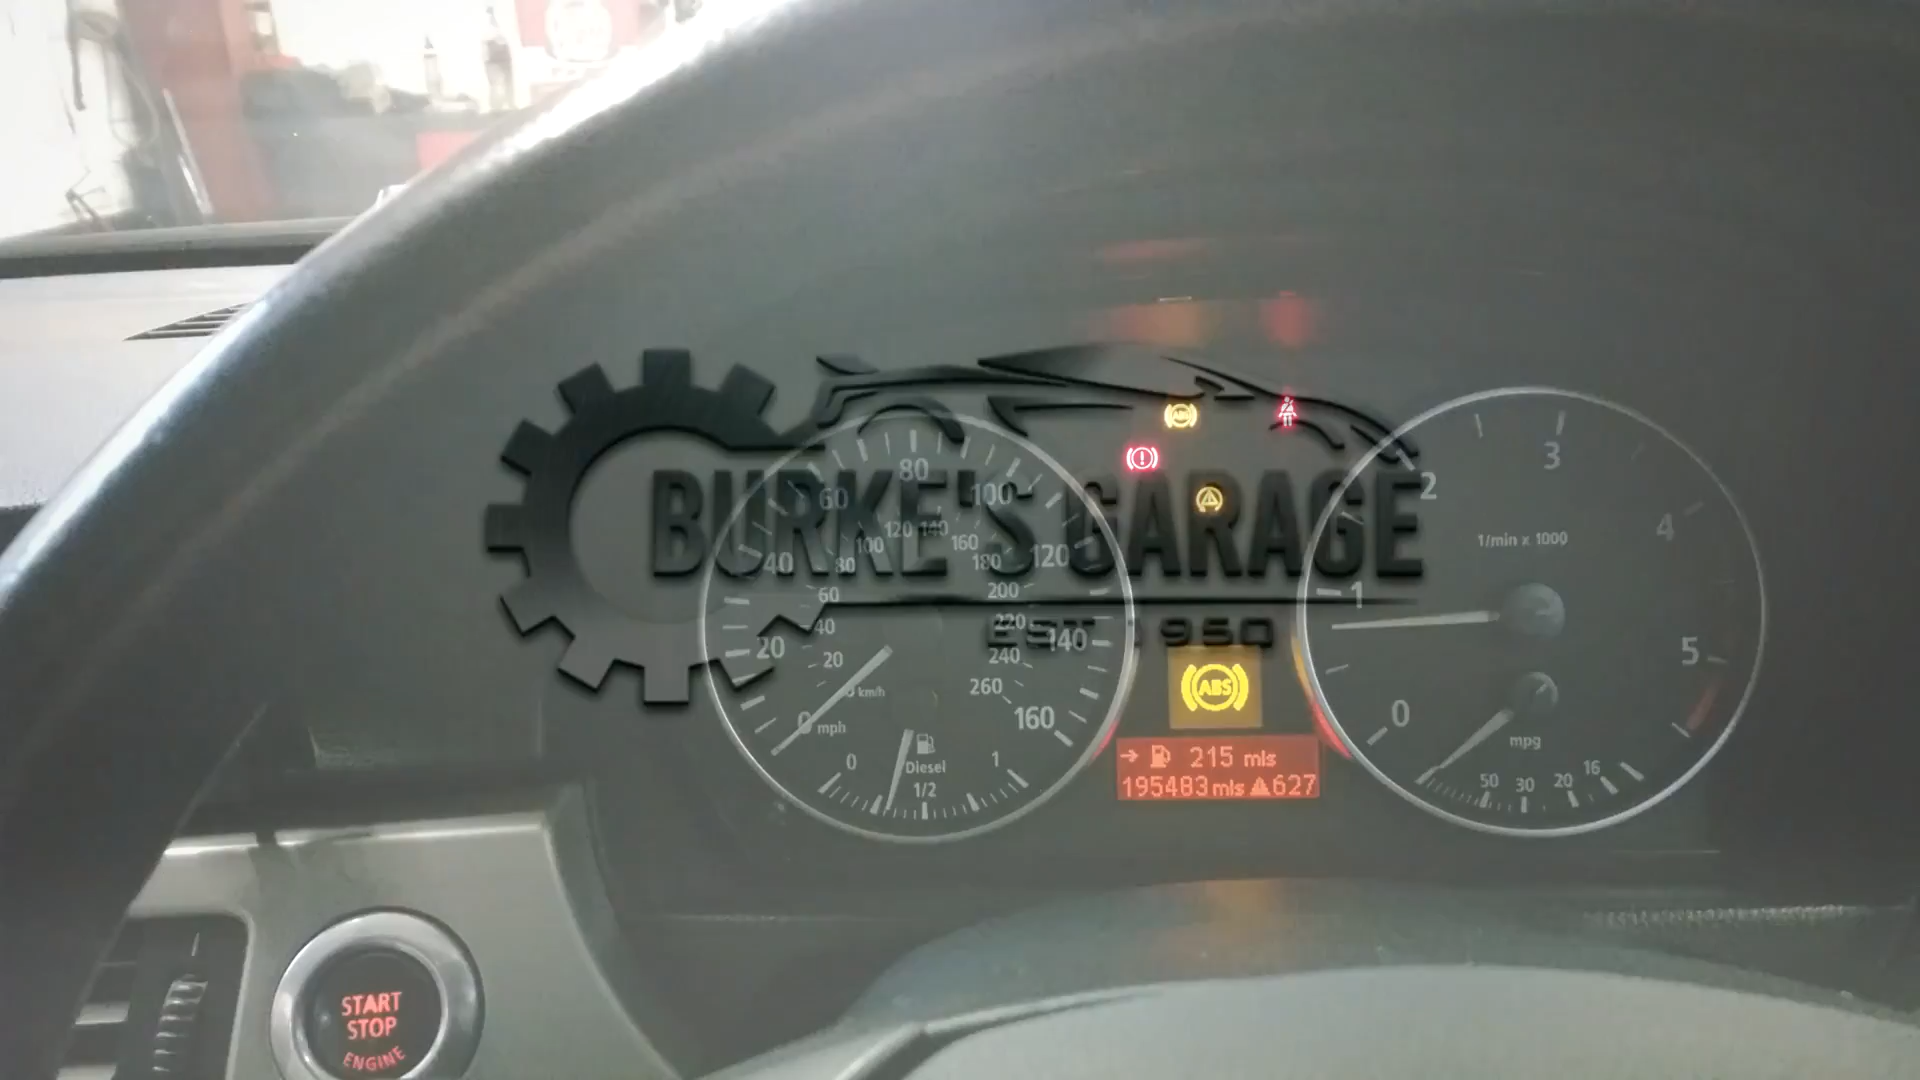 BURKE'S GARAGE
EST 1950
20
40
60
80
100
120
140
160
20
40
60
80
100
120
140
160
180
200
220
240
260
km/h
0 mph
0
1/2
1
Diesel
ABS
ABS
→ 215 mls
195483 mls 627
0
1
2
3
4
5
1/min x 1000
mpg
50
30
20
16
START
STOP
ENGINE